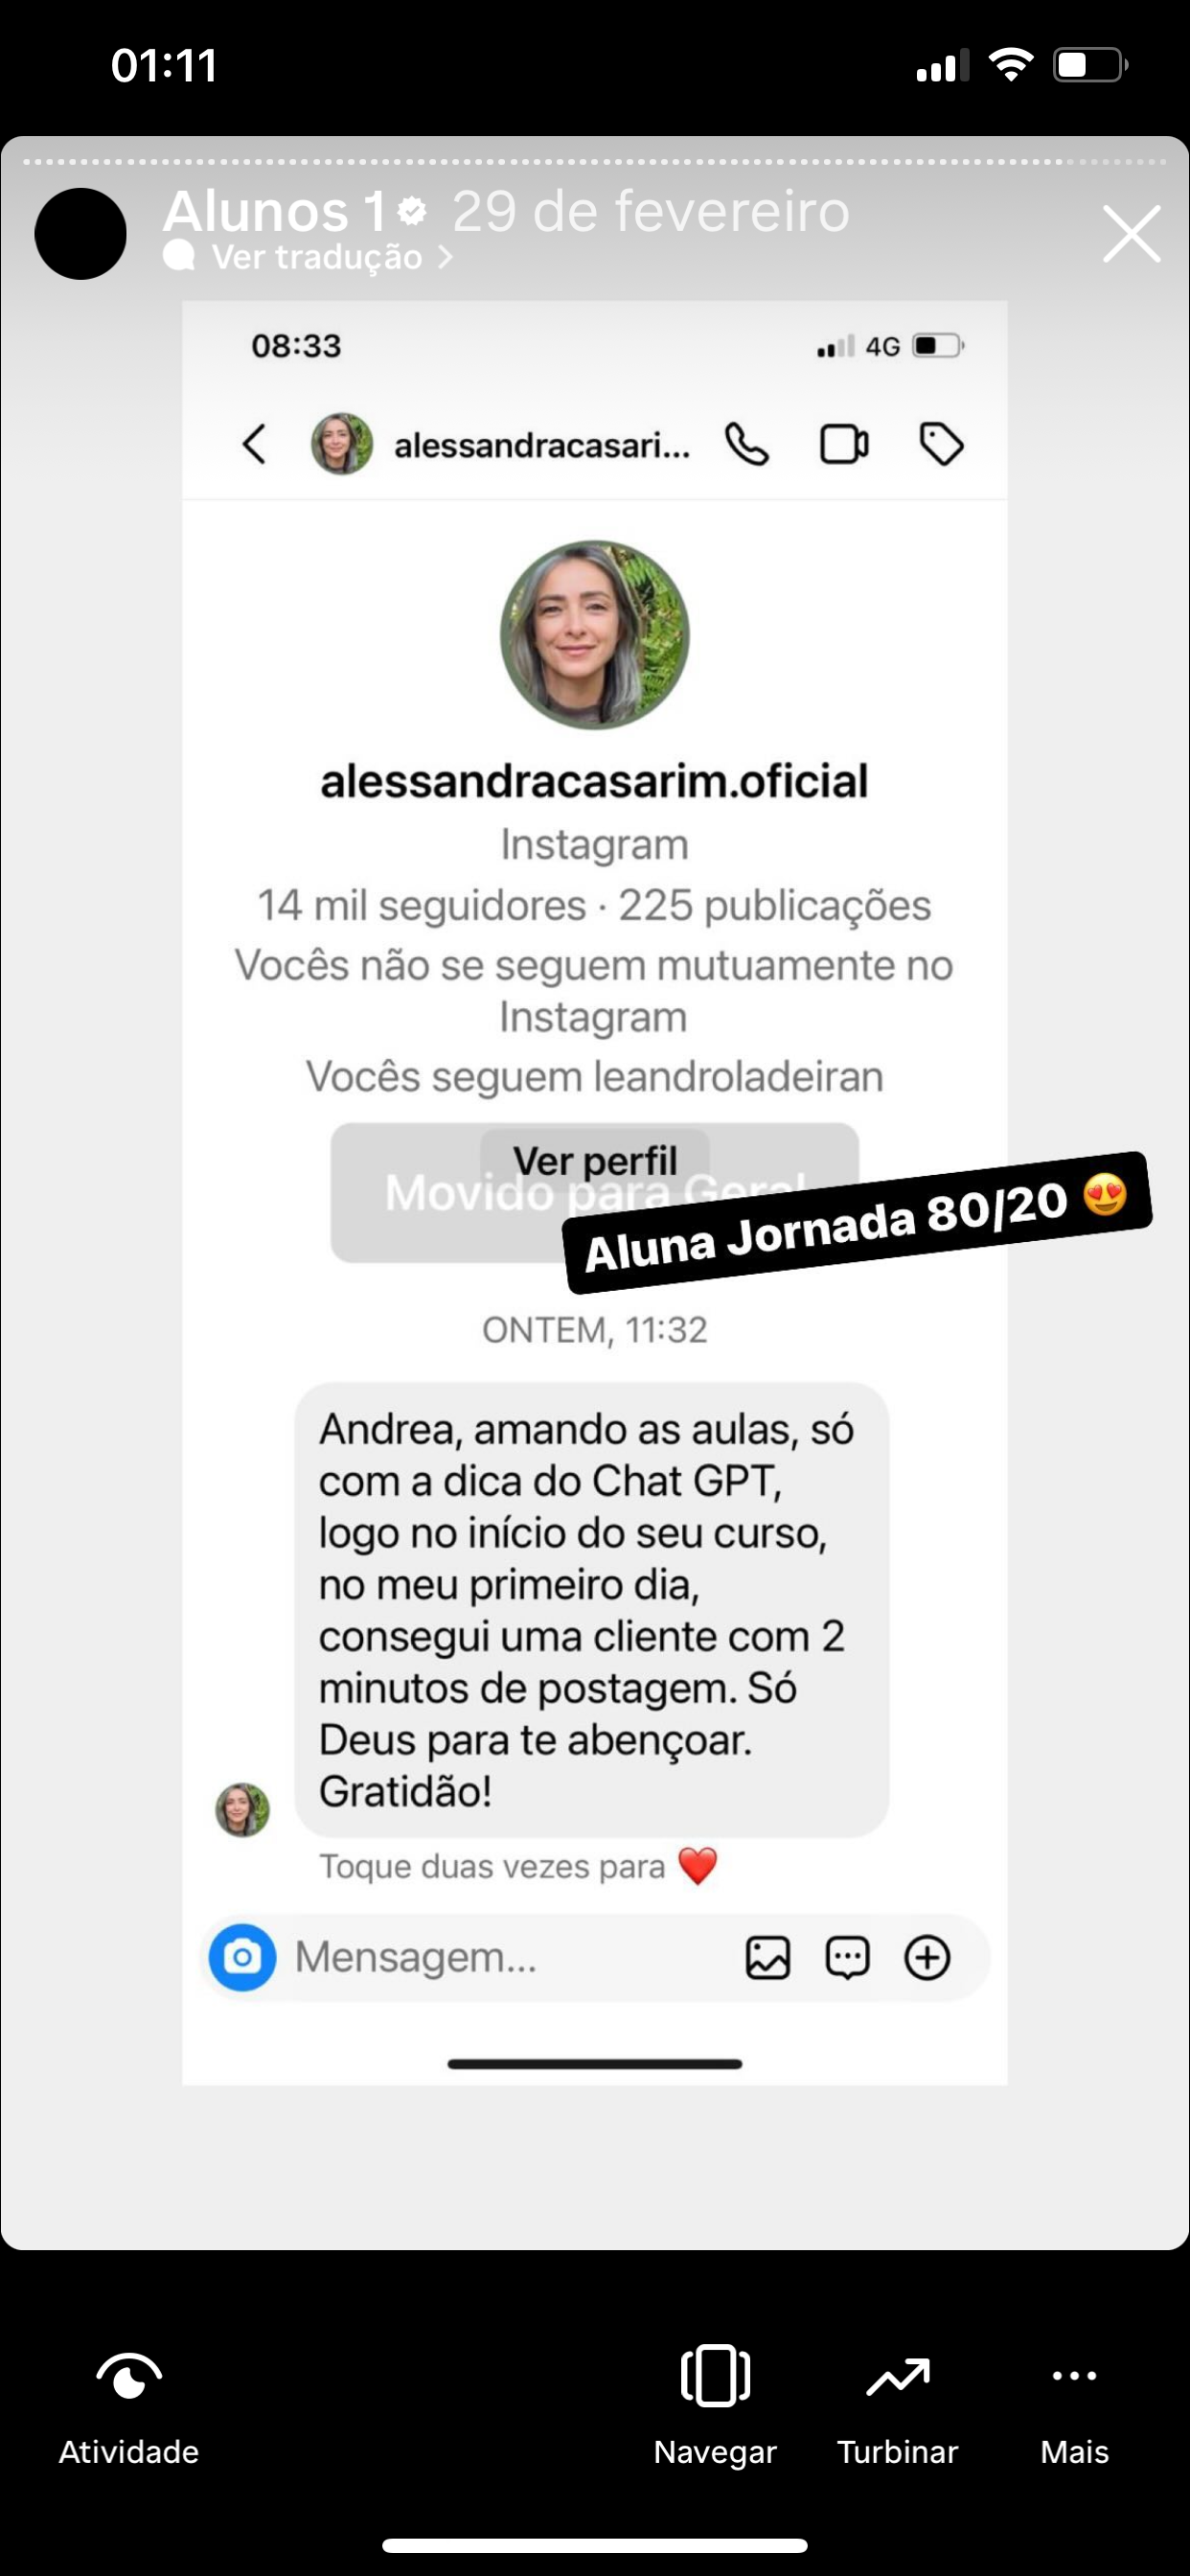 01:11
Alunos 1 29 de fevereiro
Ver tradução >
08:33 4G
alessandracasari...
alessandracasarim.oficial
Instagram
14 mil seguidores · 225 publicações
Vocês não se seguem mutuamente no
Instagram
Vocês seguem leandroladeiran
Ver perfil
Movido para Geral
Aluna Jornada 80/20 😍
ONTEM, 11:32
Andrea, amando as aulas, só
com a dica do Chat GPT,
logo no início do seu curso,
no meu primeiro dia,
consegui uma cliente com 2
minutos de postagem. Só
Deus para te abençoar.
Gratidão!
Toque duas vezes para ❤️
Mensagem...
Atividade Navegar Turbinar Mais